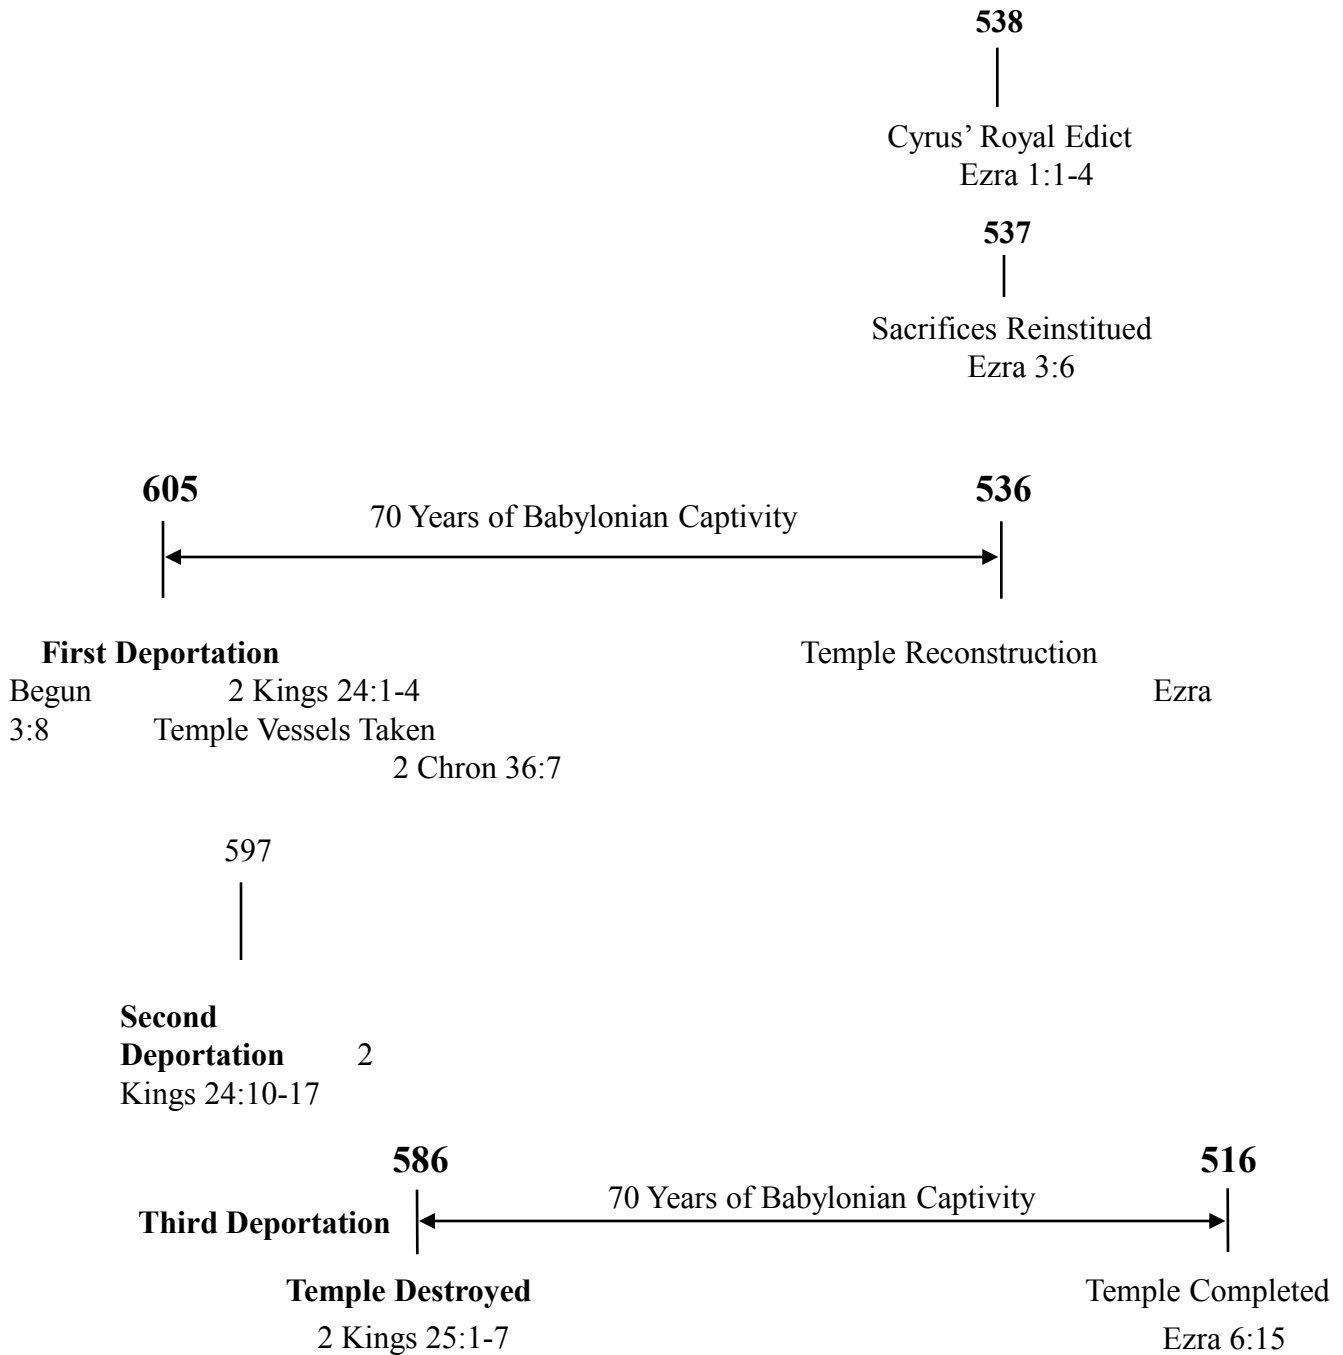 538
Cyrus’ Royal Edict
Ezra 1:1-4
537
Sacrifices Reinstitued
Ezra 3:6
605 536
70 Years of Babylonian Captivity
First Deportation Temple Reconstruction
Begun 2 Kings 24:1-4 Ezra
3:8 Temple Vessels Taken
2 Chron 36:7
597
Second
Deportation 2
Kings 24:10-17
586 516
70 Years of Babylonian Captivity
Third Deportation
Temple Destroyed Temple Completed
2 Kings 25:1-7 Ezra 6:15